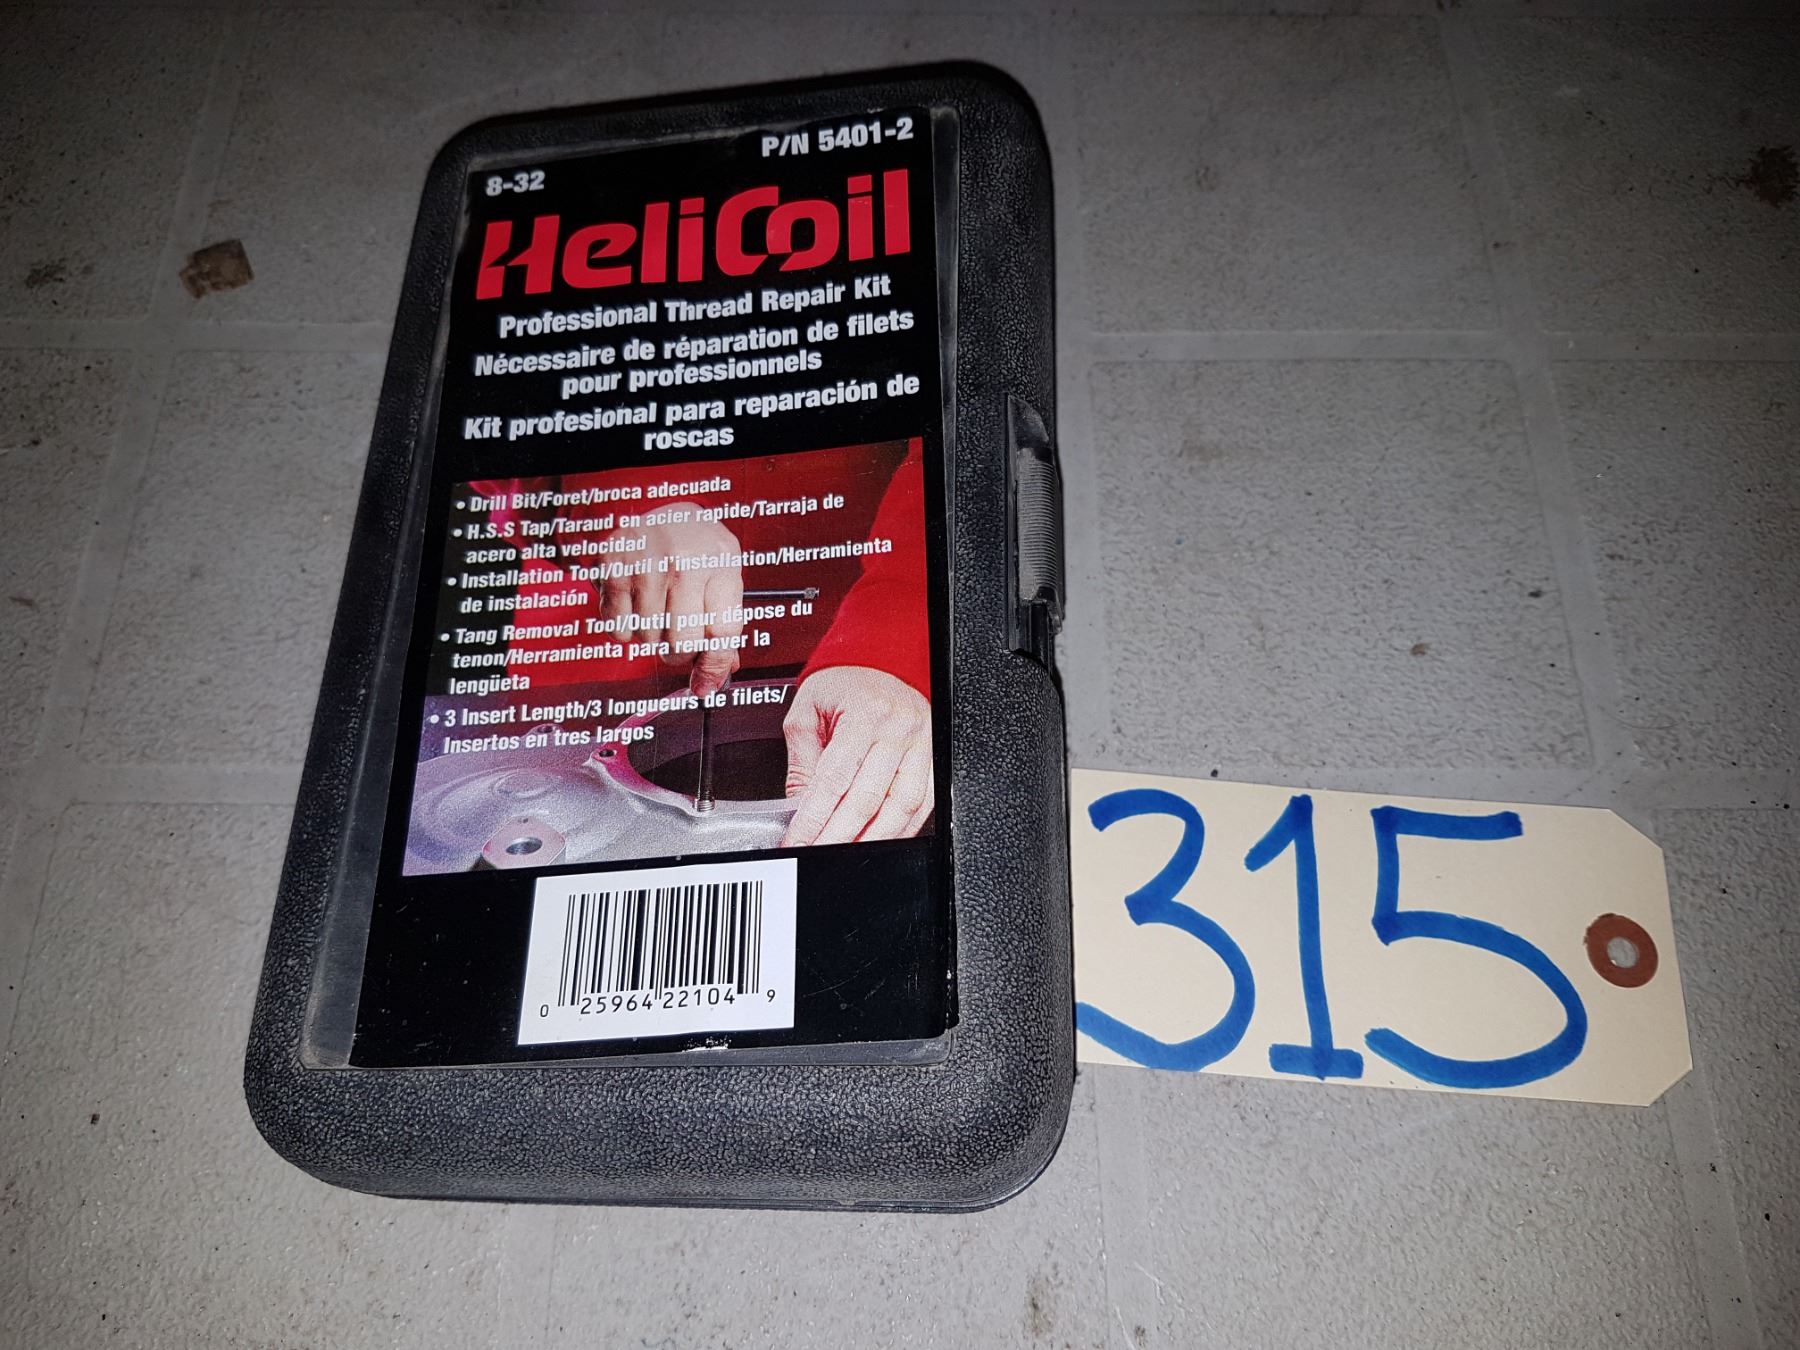 P/N 5401-2
8-32
HeliCoil
Professional Thread Repair Kit
Nécessaire de réparation de filets
pour professionnels
Kit profesional para reparación de
roscas
• Drill Bit/Foret/broca adecuada
• H.S.S Tap/Taraud en acier rapide/Tarraja de
acero alta velocidad
• Installation Tool/Outil d'installation/Herramienta
de instalación
• Tang Removal Tool/Outil pour dépose du
tenon/Herramienta para remover la
lengüeta
• 3 Insert Length/3 longueurs de filets/
Insertos en tres largos
0 25964 22104 9
315